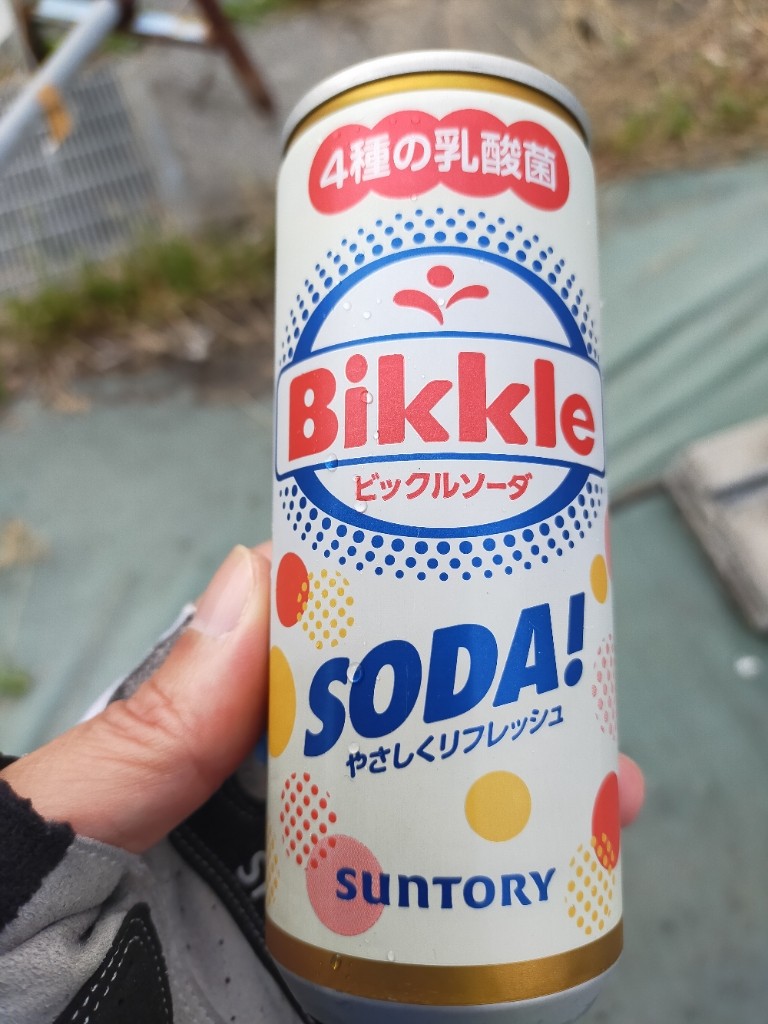 4種の乳酸菌
Bikkle
ビックルソーダ
SODA!
やさしくリフレッシュ
SUNTORY